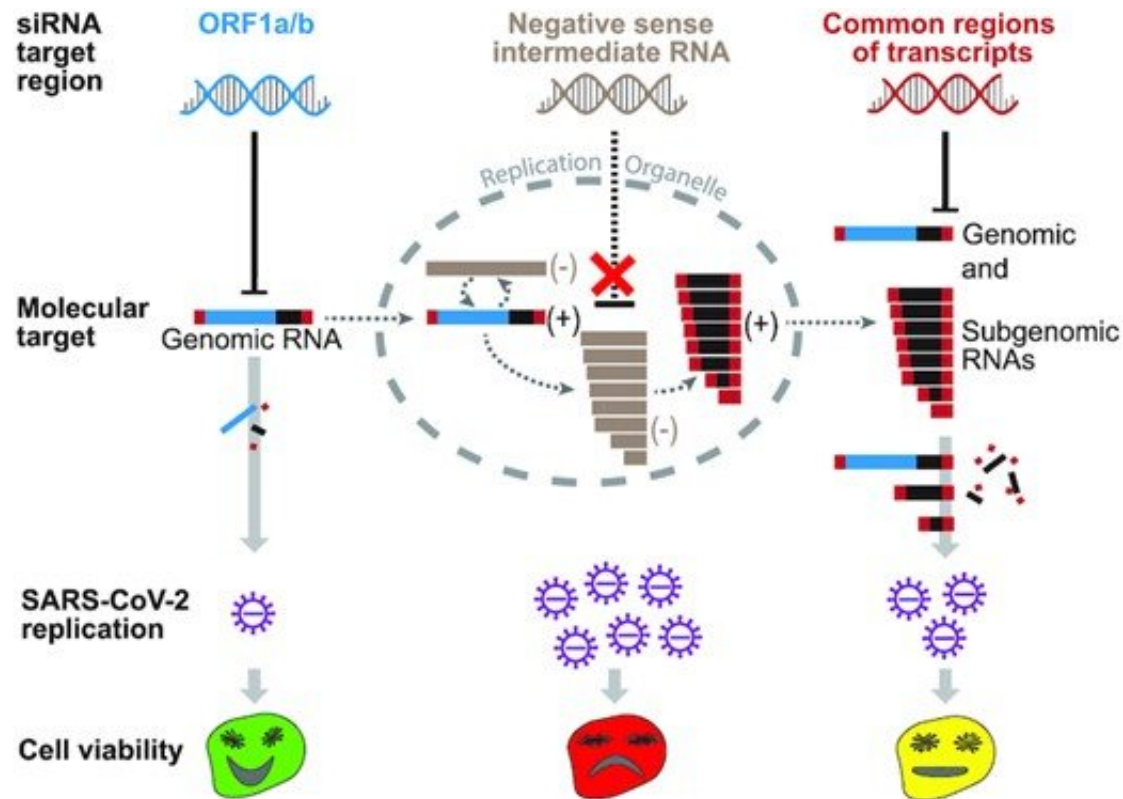 siRNA
target
region
ORF1a/b
Negative sense
intermediate RNA
Common regions
of transcripts
Replication Organelle
Molecular
target
Genomic RNA
(-)
(+)
(-)
(+)
Genomic
and
Subgenomic
RNAs
SARS-CoV-2
replication
Cell viability